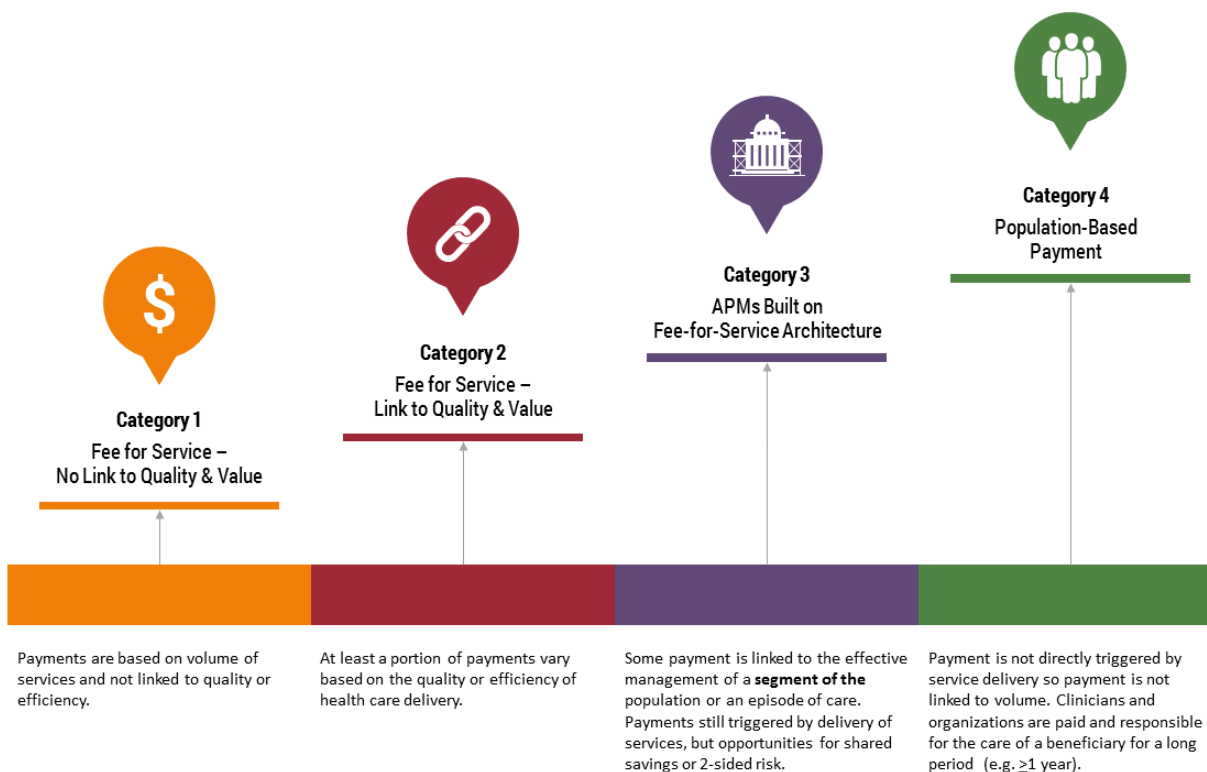 $
Category 1
Fee for Service –
No Link to Quality & Value
Category 2
Fee for Service –
Link to Quality & Value
Category 3
APMs Built on
Fee-for-Service Architecture
Category 4
Population-Based
Payment
Payments are based on volume of
services and not linked to quality or
efficiency.
At least a portion of payments vary
based on the quality or efficiency of
health care delivery.
Some payment is linked to the effective
management of a segment of the
population or an episode of care.
Payments still triggered by delivery of
services, but opportunities for shared
savings or 2-sided risk.
Payment is not directly triggered by
service delivery so payment is not
linked to volume. Clinicians and
organizations are paid and responsible
for the care of a beneficiary for a long
period (e.g. ≥1 year).